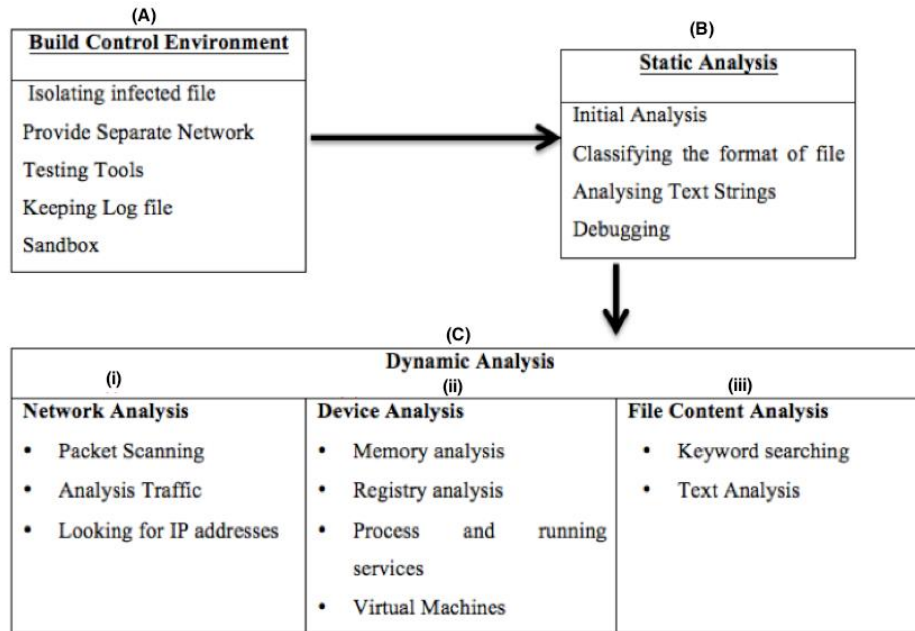 (A)
Build Control Environment
Isolating infected file
Provide Separate Network
Testing Tools
Keeping Log file
Sandbox
(B)
Static Analysis
Initial Analysis
Classifying the format of file
Analysing Text Strings
Debugging
(C)
Dynamic Analysis
(i)
Network Analysis
• Packet Scanning
• Analysis Traffic
• Looking for IP addresses
(ii)
Device Analysis
• Memory analysis
• Registry analysis
• Process and running
services
• Virtual Machines
(iii)
File Content Analysis
• Keyword searching
• Text Analysis